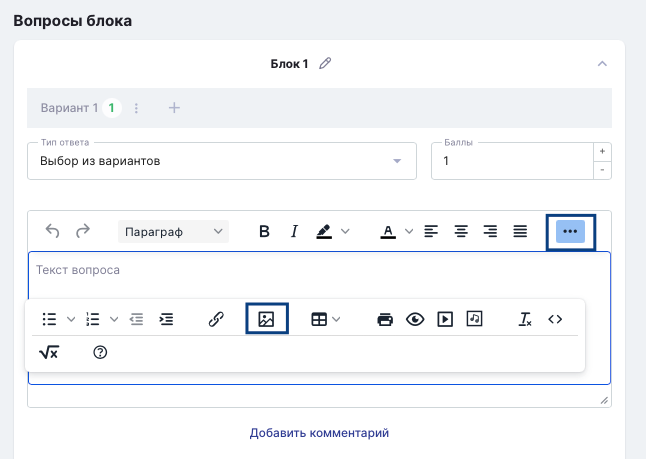 Вопросы блока
Блок 1
Вариант 1 1
Тип ответа
Выбор из вариантов
Баллы
1
+
-
Параграф B I A
Текст вопроса
Добавить комментарий